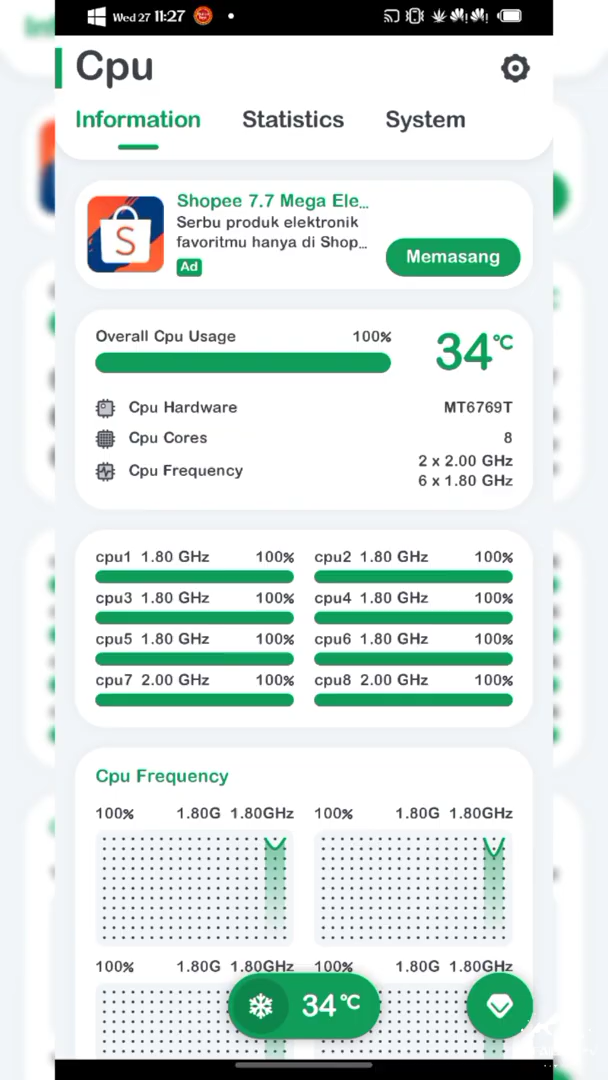 Wed 27 11:27
Cpu
Information Statistics System
Shopee 7.7 Mega Ele...
Serbu produk elektronik
favoritmu hanya di Shop...
Ad
Memasang
Overall Cpu Usage 100%
34°C
Cpu Hardware MT6769T
Cpu Cores 8
Cpu Frequency 2 x 2.00 GHz
6 x 1.80 GHz
cpu1 1.80 GHz 100% cpu2 1.80 GHz 100%
cpu3 1.80 GHz 100% cpu4 1.80 GHz 100%
cpu5 1.80 GHz 100% cpu6 1.80 GHz 100%
cpu7 2.00 GHz 100% cpu8 2.00 GHz 100%
Cpu Frequency
100% 1.80G 1.80GHz 100% 1.80G 1.80GHz
100% 1.80G 1.80GHz 100% 1.80G 1.80GHz
34°C